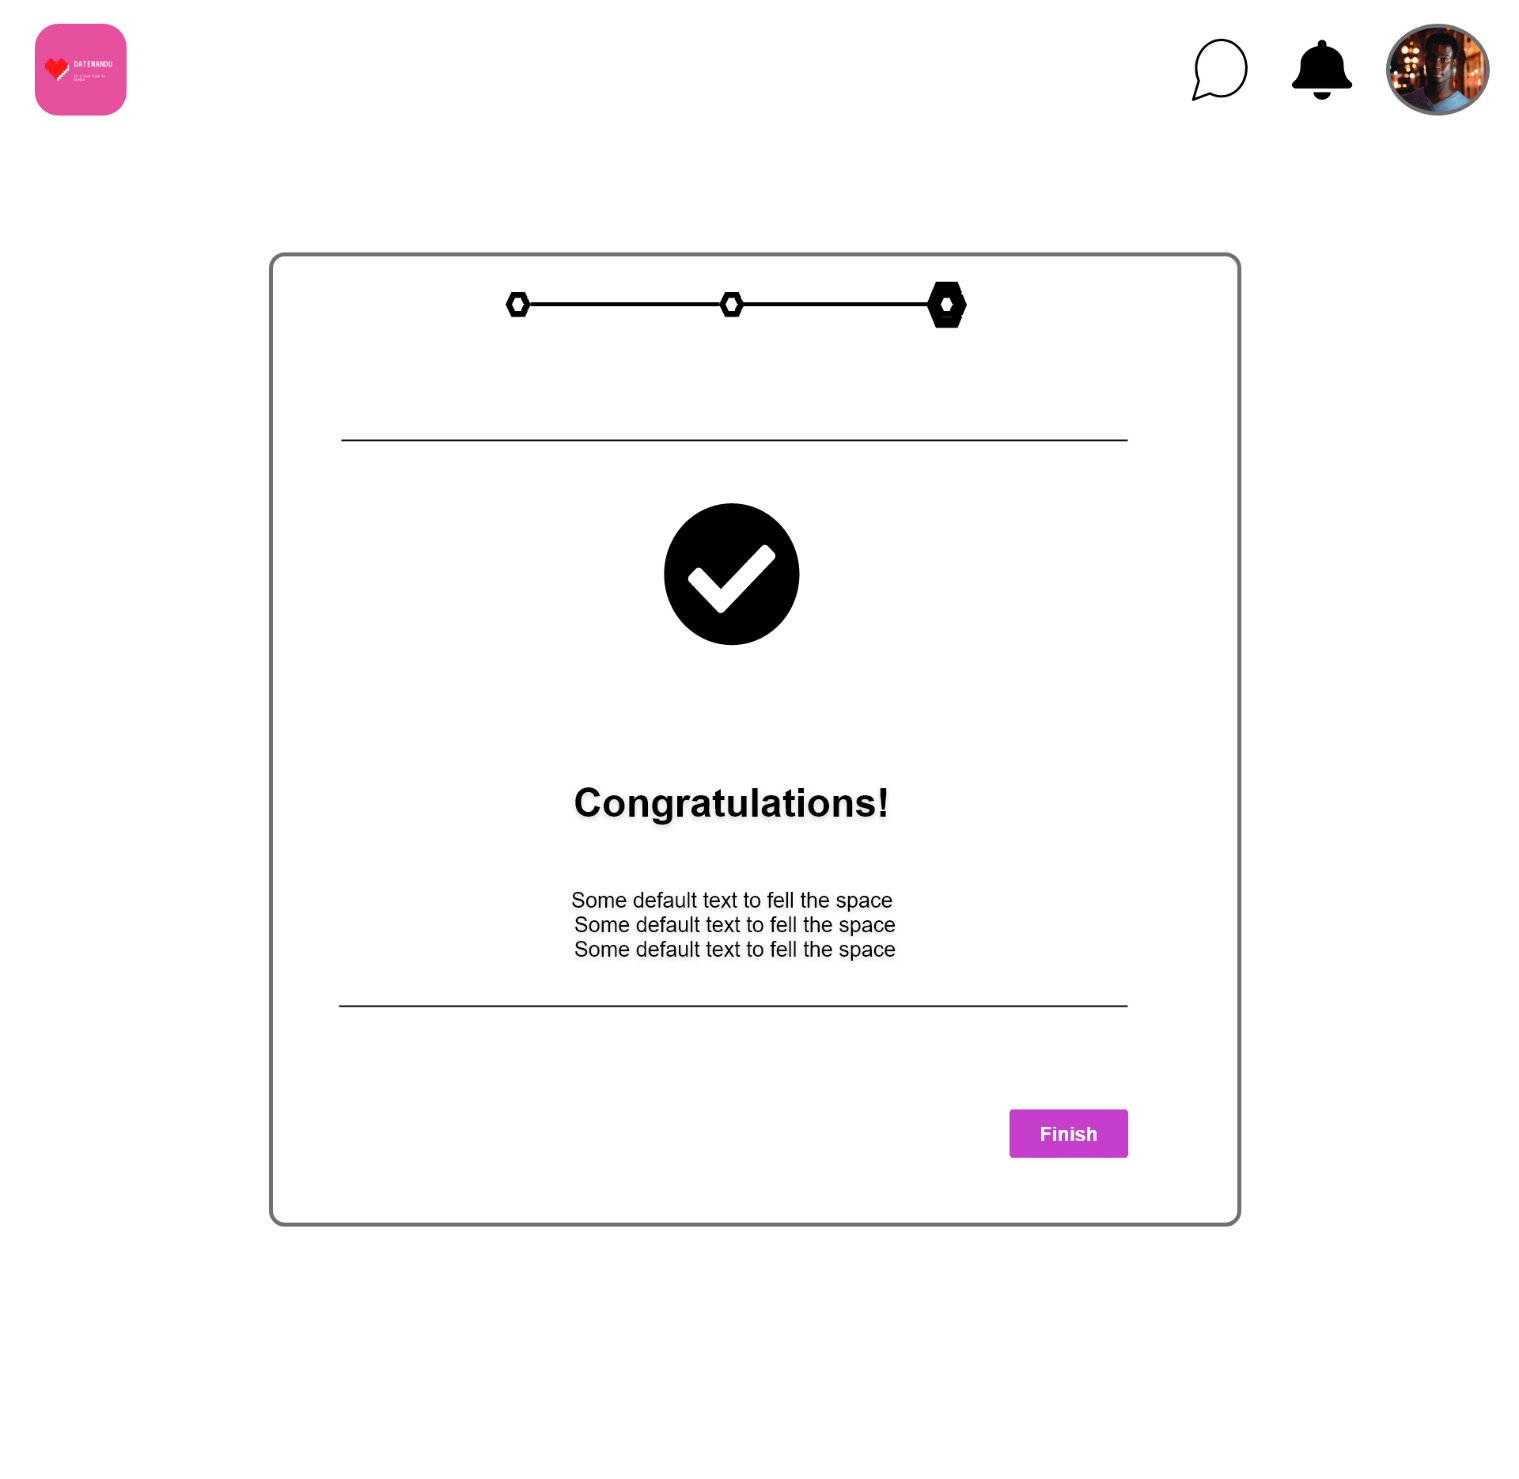 DATEMANDU
Congratulations!
Some default text to fell the space
Some default text to fell the space
Some default text to fell the space
Finish